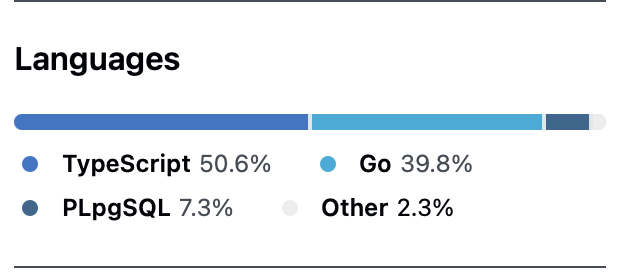 Languages
TypeScript 50.6% Go 39.8%
PLpgSQL 7.3% Other 2.3%